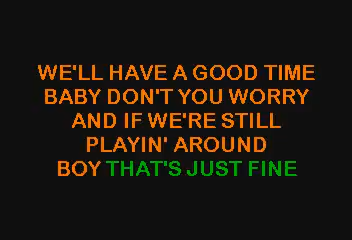 WE'LL HAVE A GOOD TIME
BABY DON'T YOU WORRY
AND IF WE'RE STILL
PLAYIN' AROUND
BOY THAT'S JUST FINE